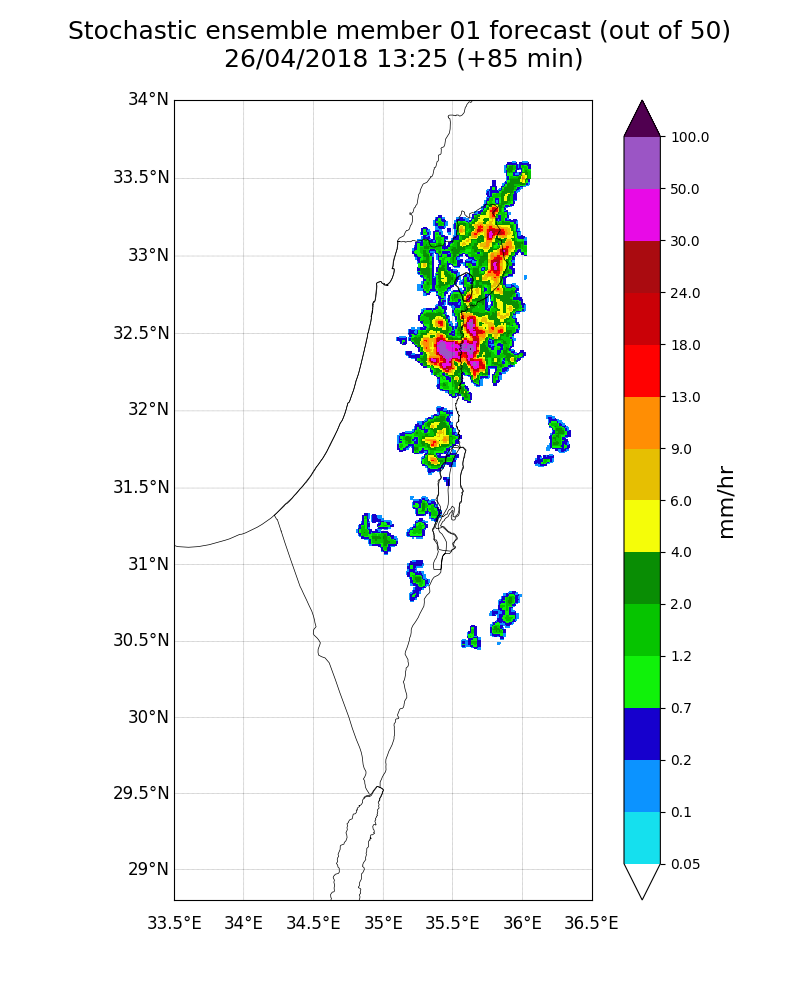 Stochastic ensemble member 01 forecast (out of 50)
26/04/2018 13:25 (+85 min)
34°N
33.5°N
33°N
32.5°N
32°N
31.5°N
31°N
30.5°N
30°N
29.5°N
29°N
33.5°E 34°E 34.5°E 35°E 35.5°E 36°E 36.5°E
100.0
50.0
30.0
24.0
18.0
13.0
9.0
6.0
4.0
2.0
1.2
0.7
0.2
0.1
0.05
mm/hr